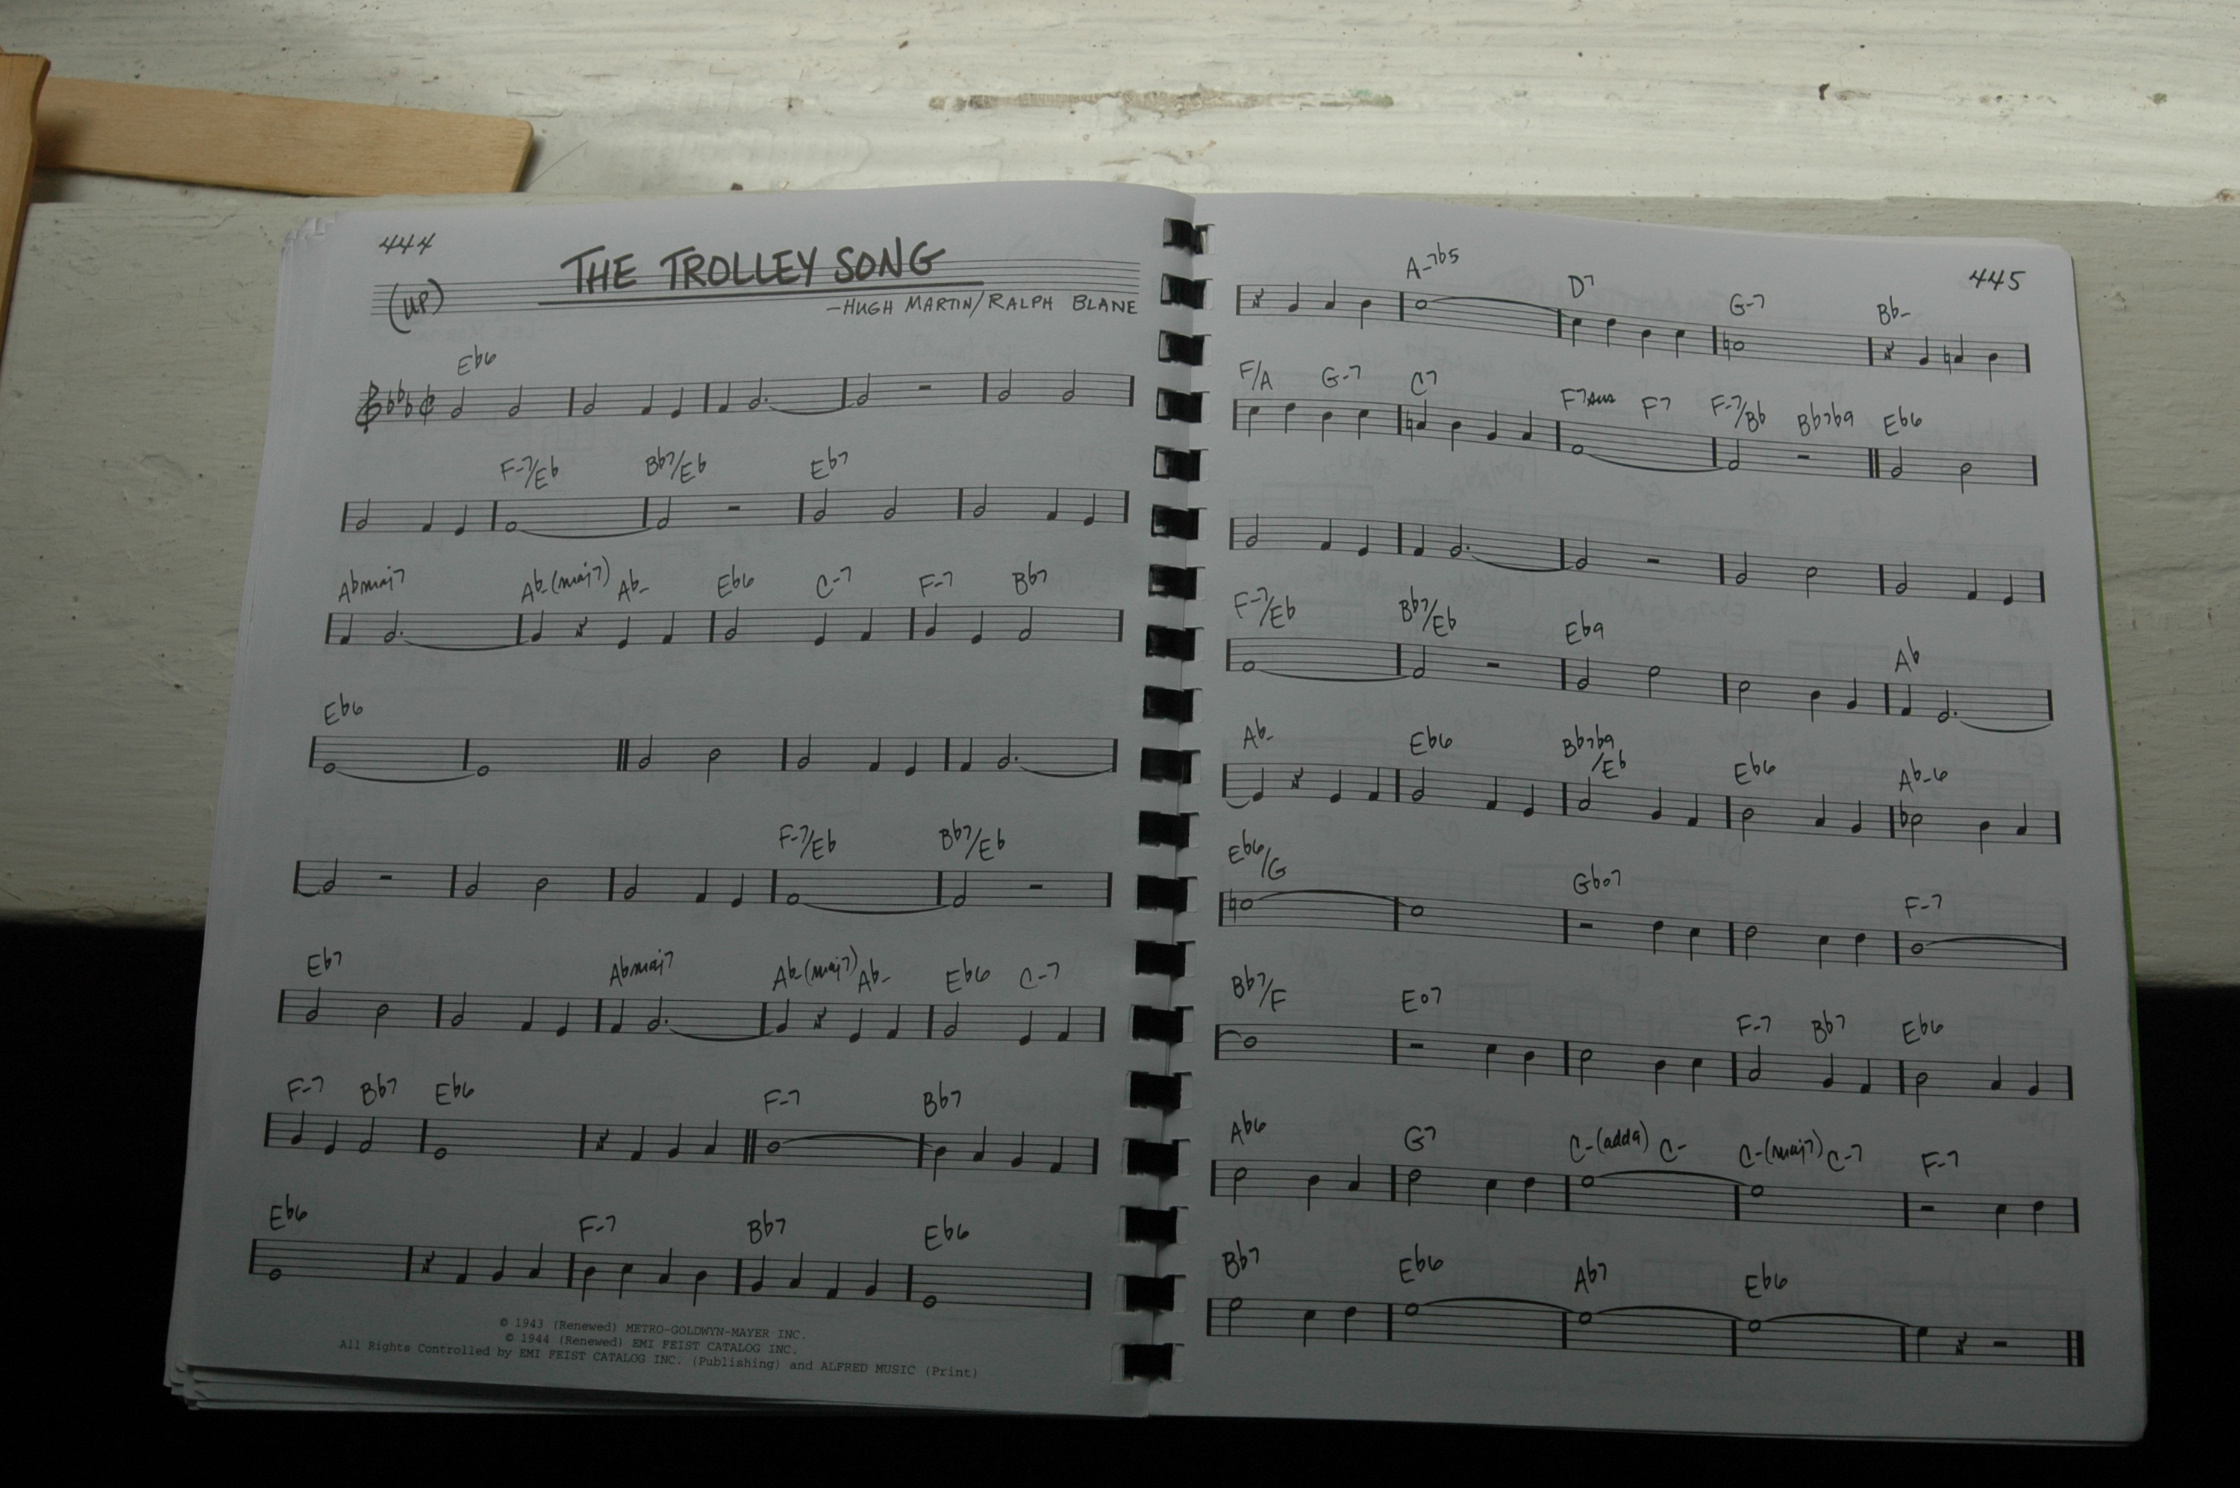 444
THE TROLLEY SONG
(UP)
—HUGH MARTIN/RALPH BLANE
Eb6
F-7/Eb Bb7/Eb Eb7
Abmaj7 Ab-(maj7) Ab- Eb6 C-7 F-7 Bb7
Eb6
F-7/Eb Bb7/Eb
Eb7 Abmaj7 Ab-(maj7) Ab- Eb6 C-7
F-7 Bb7 Eb6 F-7 Bb7
Eb6 F-7 Bb7 Eb6
© 1943 (Renewed) METRO-GOLDWYN-MAYER INC.
© 1944 (Renewed) EMI FEIST CATALOG INC.
All Rights Controlled by EMI FEIST CATALOG INC. (Publishing) and ALFRED MUSIC (Print)
445
A-7b5 D7 G-7 Bb-
F/A G-7 C7 F7sus F7 F-7/Bb Bb7b9 Eb6
F-7/Eb Bb7/Eb Eb9 Ab
Ab- Eb6 Bb7b9/Eb Eb6 Ab-6
Eb6/G Gbo7 F-7
Bb7/F Eo7 F-7 Bb7 Eb6
Ab6 G7 C-(add9) C- C-(maj7) C-7 F-7
Bb7 Eb6 Ab7 Eb6